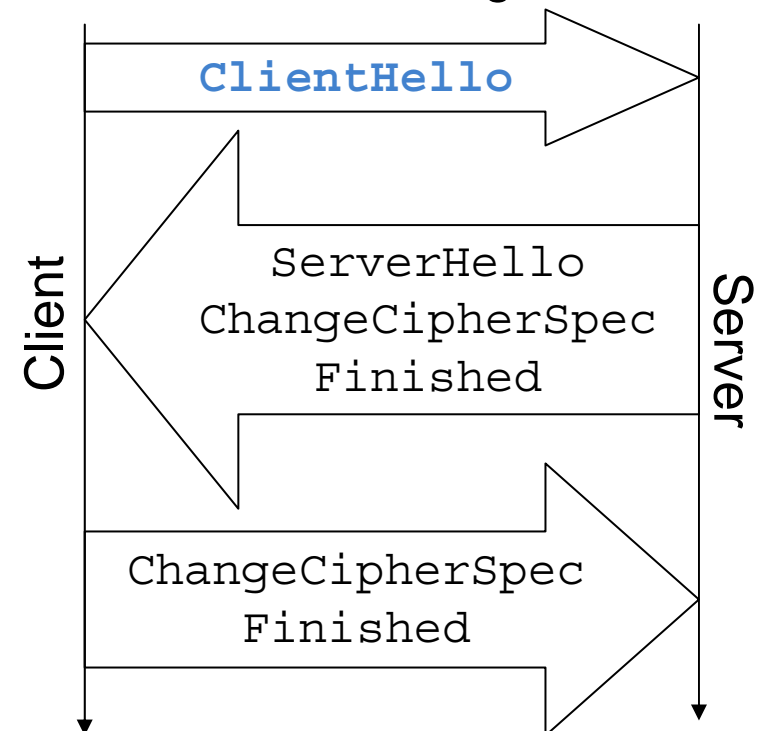 ClientHello
Client
ServerHello
ChangeCipherSpec
Finished
Server
ChangeCipherSpec
Finished